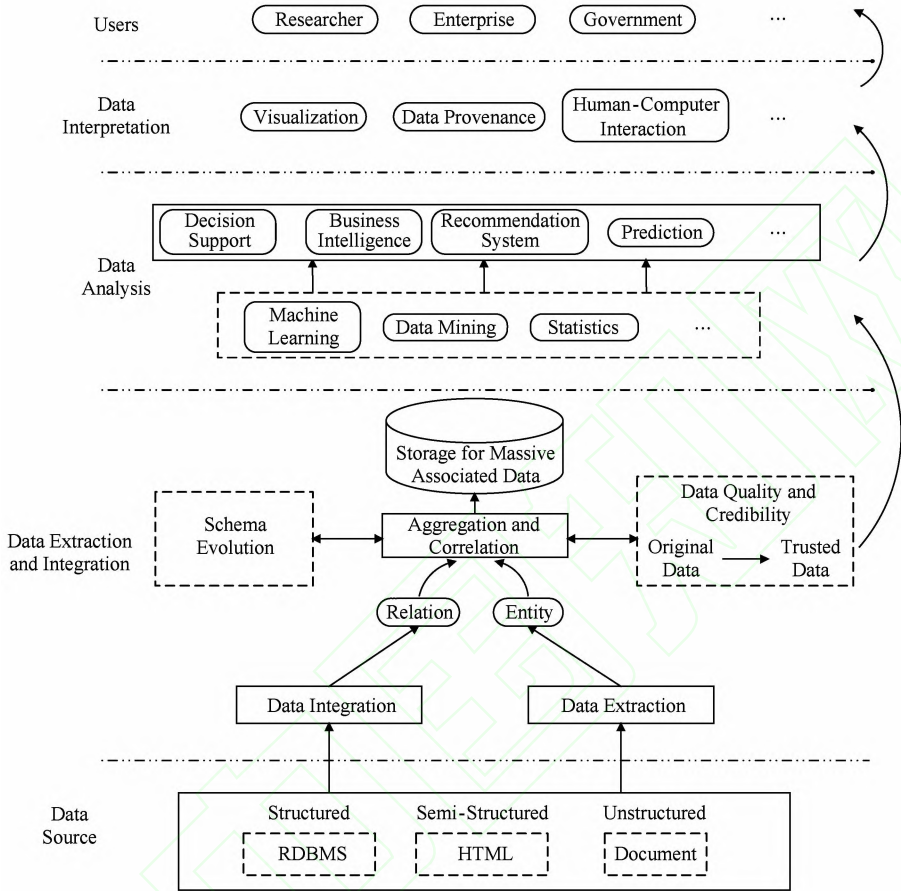 Users
Researcher
Enterprise
Government
...
Data
Interpretation
Visualization
Data Provenance
Human-Computer
Interaction
...
Data
Analysis
Decision
Support
Business
Intelligence
Recommendation
System
Prediction
...
Machine
Learning
Data Mining
Statistics
...
Data Extraction
and Integration
Storage for Massive
Associated Data
Schema
Evolution
Aggregation and
Correlation
Data Quality and
Credibility
Original
Data
Trusted
Data
Relation
Entity
Data Integration
Data Extraction
Data
Source
Structured
Semi-Structured
Unstructured
RDBMS
HTML
Document